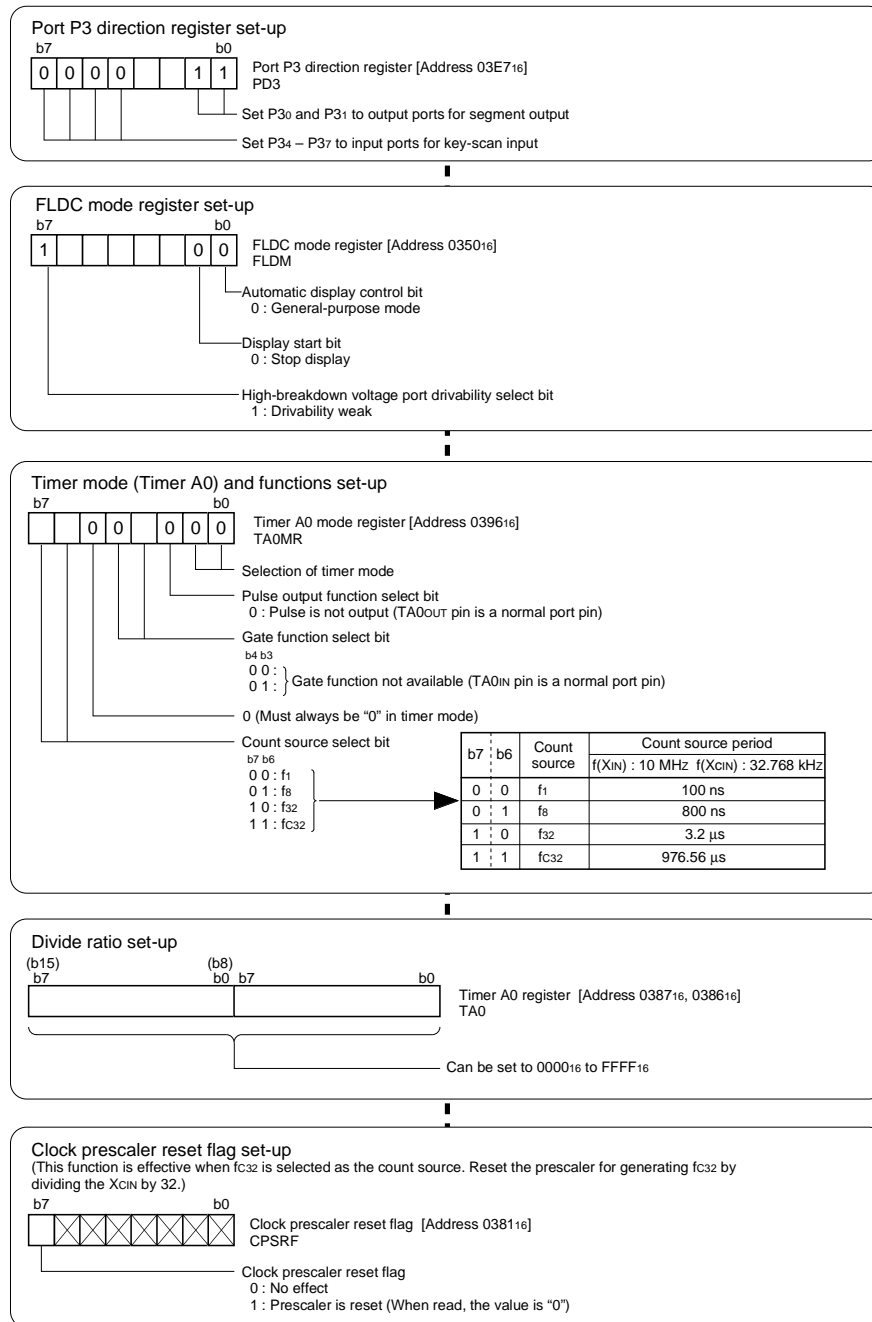 Port P3 direction register set-up
b7 b0
0 0 0 0 1 1
Port P3 direction register [Address 03E716]
PD3
Set P30 and P31 to output ports for segment output
Set P34 – P37 to input ports for key-scan input
FLDC mode register set-up
b7 b0
1 0 0
FLDC mode register [Address 035016]
FLDM
Automatic display control bit
0 : General-purpose mode
Display start bit
0 : Stop display
High-breakdown voltage port drivability select bit
1 : Drivability weak
Timer mode (Timer A0) and functions set-up
b7 b0
0 0 0 0 0
Timer A0 mode register [Address 039616]
TA0MR
Selection of timer mode
Pulse output function select bit
0 : Pulse is not output (TA0OUT pin is a normal port pin)
Gate function select bit
b4 b3
0 0 :
0 1 :
Gate function not available (TA0IN pin is a normal port pin)
0 (Must always be “0” in timer mode)
Count source select bit
b7 b6
0 0 : f1
0 1 : f8
1 0 : f32
1 1 : fC32
b7 b6 Count source Count source period
f(XIN) : 10 MHz f(XCIN) : 32.768 kHz
0 0 f1 100 ns
0 1 f8 800 ns
1 0 f32 3.2 µs
1 1 fC32 976.56 µs
Divide ratio set-up
(b15) (b8)
b7 b0 b7 b0
Timer A0 register [Address 038716, 038616]
TA0
Can be set to 000016 to FFFF16
Clock prescaler reset flag set-up
(This function is effective when fC32 is selected as the count source. Reset the prescaler for generating fC32 by
dividing the XCIN by 32.)
b7 b0
Clock prescaler reset flag [Address 038116]
CPSRF
Clock prescaler reset flag
0 : No effect
1 : Prescaler is reset (When read, the value is “0”)